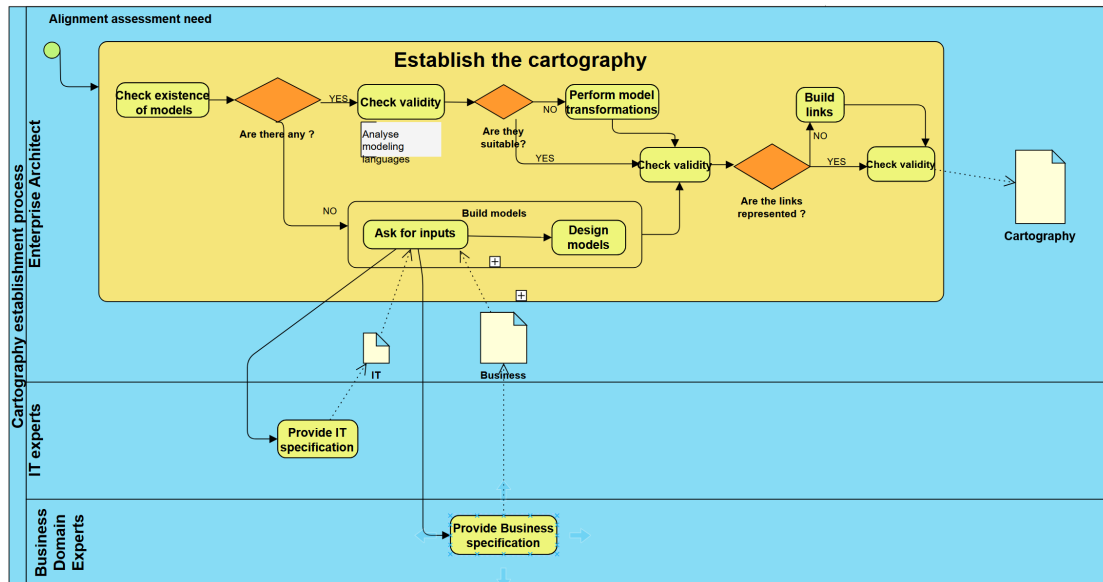 Alignment assessment need
Cartography establishment process
Enterprise Architect
Establish the cartography
Check existence
of models
Are there any ?
YES
Check validity
Analyse
modeling
languages
Are they
suitable?
NO
Perform model
transformations
YES
Check validity
Are the links
represented ?
NO
Build
links
YES
Check validity
Cartography
NO
Build models
Ask for inputs
Design
models
IT
Business
IT experts
Provide IT
specification
Business
Domain
Experts
Provide Business
specification